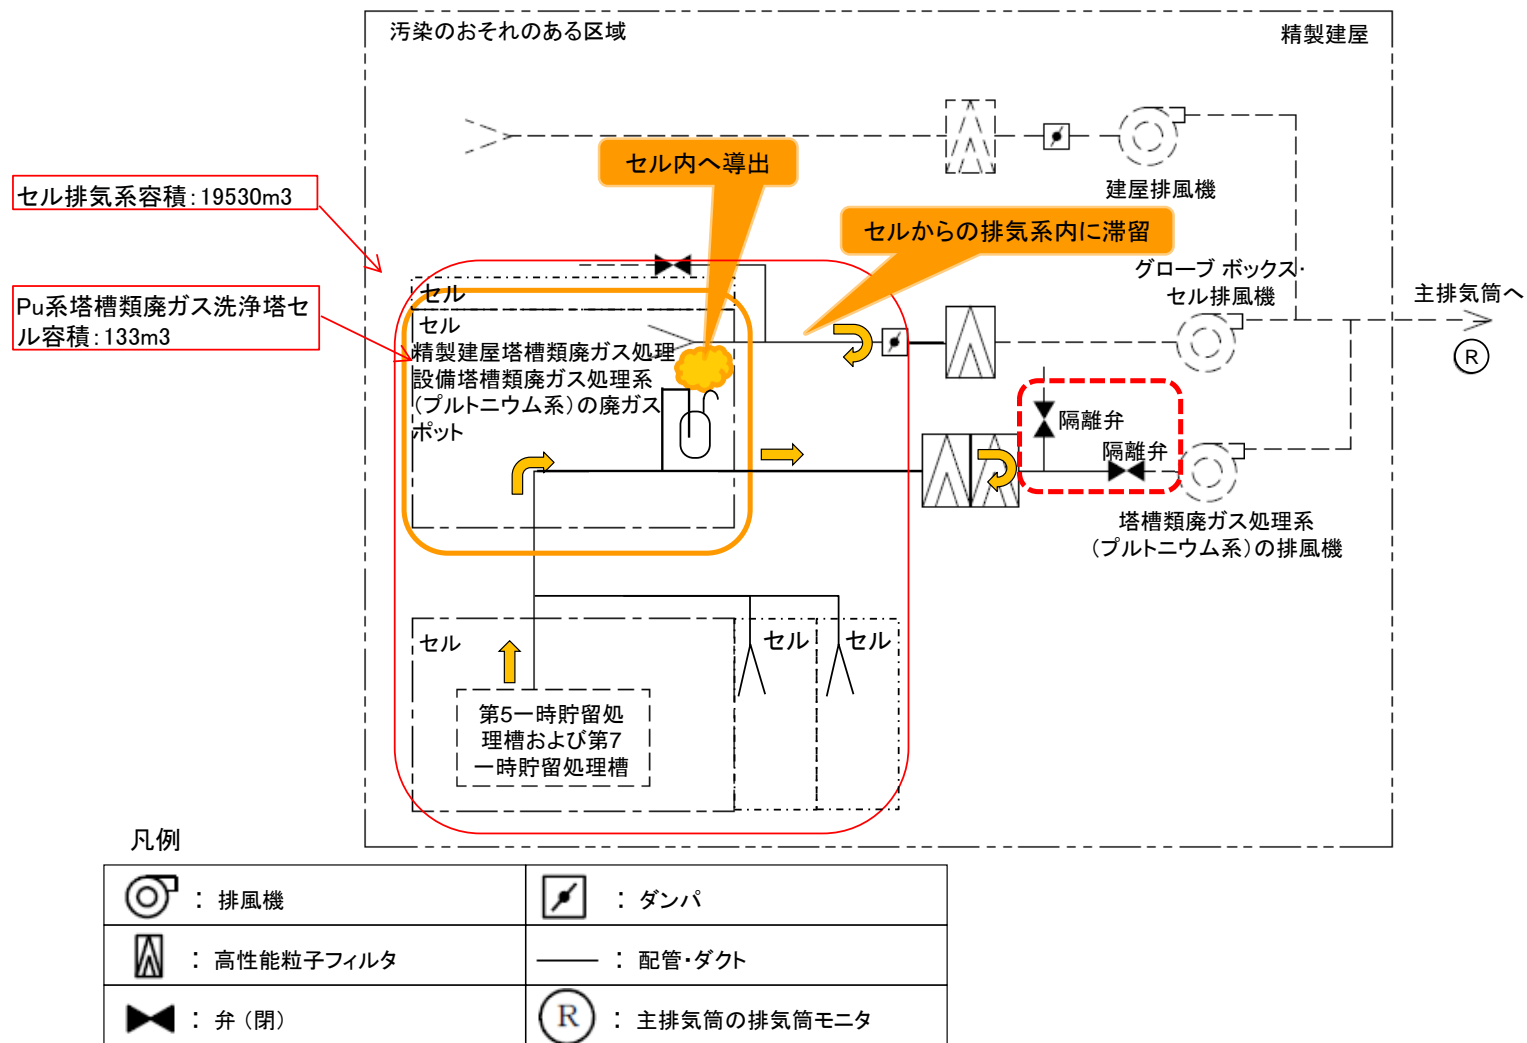 汚染のおそれのある区域
精製建屋
セル内へ導出
セル排気系容積：19530m3
建屋排風機
セルからの排気系内に滞留
グローブ ボックス・
セル排風機
主排気筒へ
R
Pu系塔槽類廃ガス洗浄塔セ
ル容積：133m3
セル
セル
精製建屋塔槽類廃ガス処理
設備塔槽類廃ガス処理系
(プルトニウム系)の廃ガス
ポット
隔離弁
隔離弁
塔槽類廃ガス処理系
(プルトニウム系)の排風機
セル
セル
セル
第5一時貯留処
理槽および第7
一時貯留処理槽
凡例
： 排風機
： ダンパ
： 高性能粒子フィルタ
： 配管・ダクト
： 弁（閉）
R ： 主排気筒の排気筒モニタ